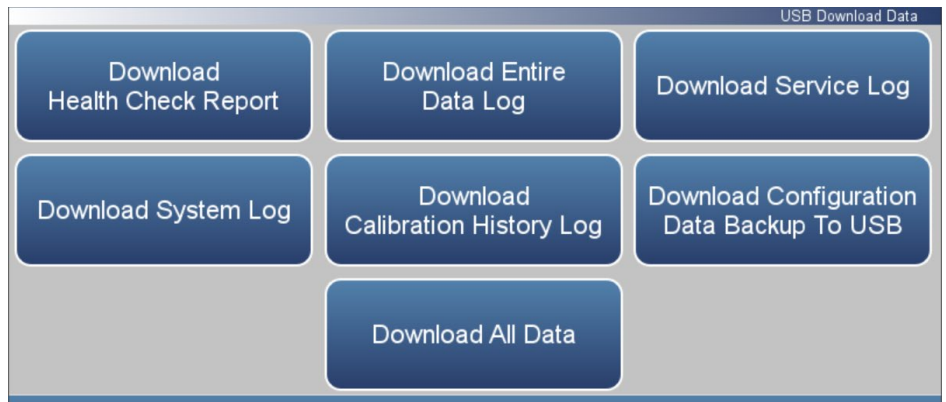 USB Download Data
Download
Health Check Report
Download Entire
Data Log
Download Service Log
Download System Log
Download
Calibration History Log
Download Configuration
Data Backup To USB
Download All Data